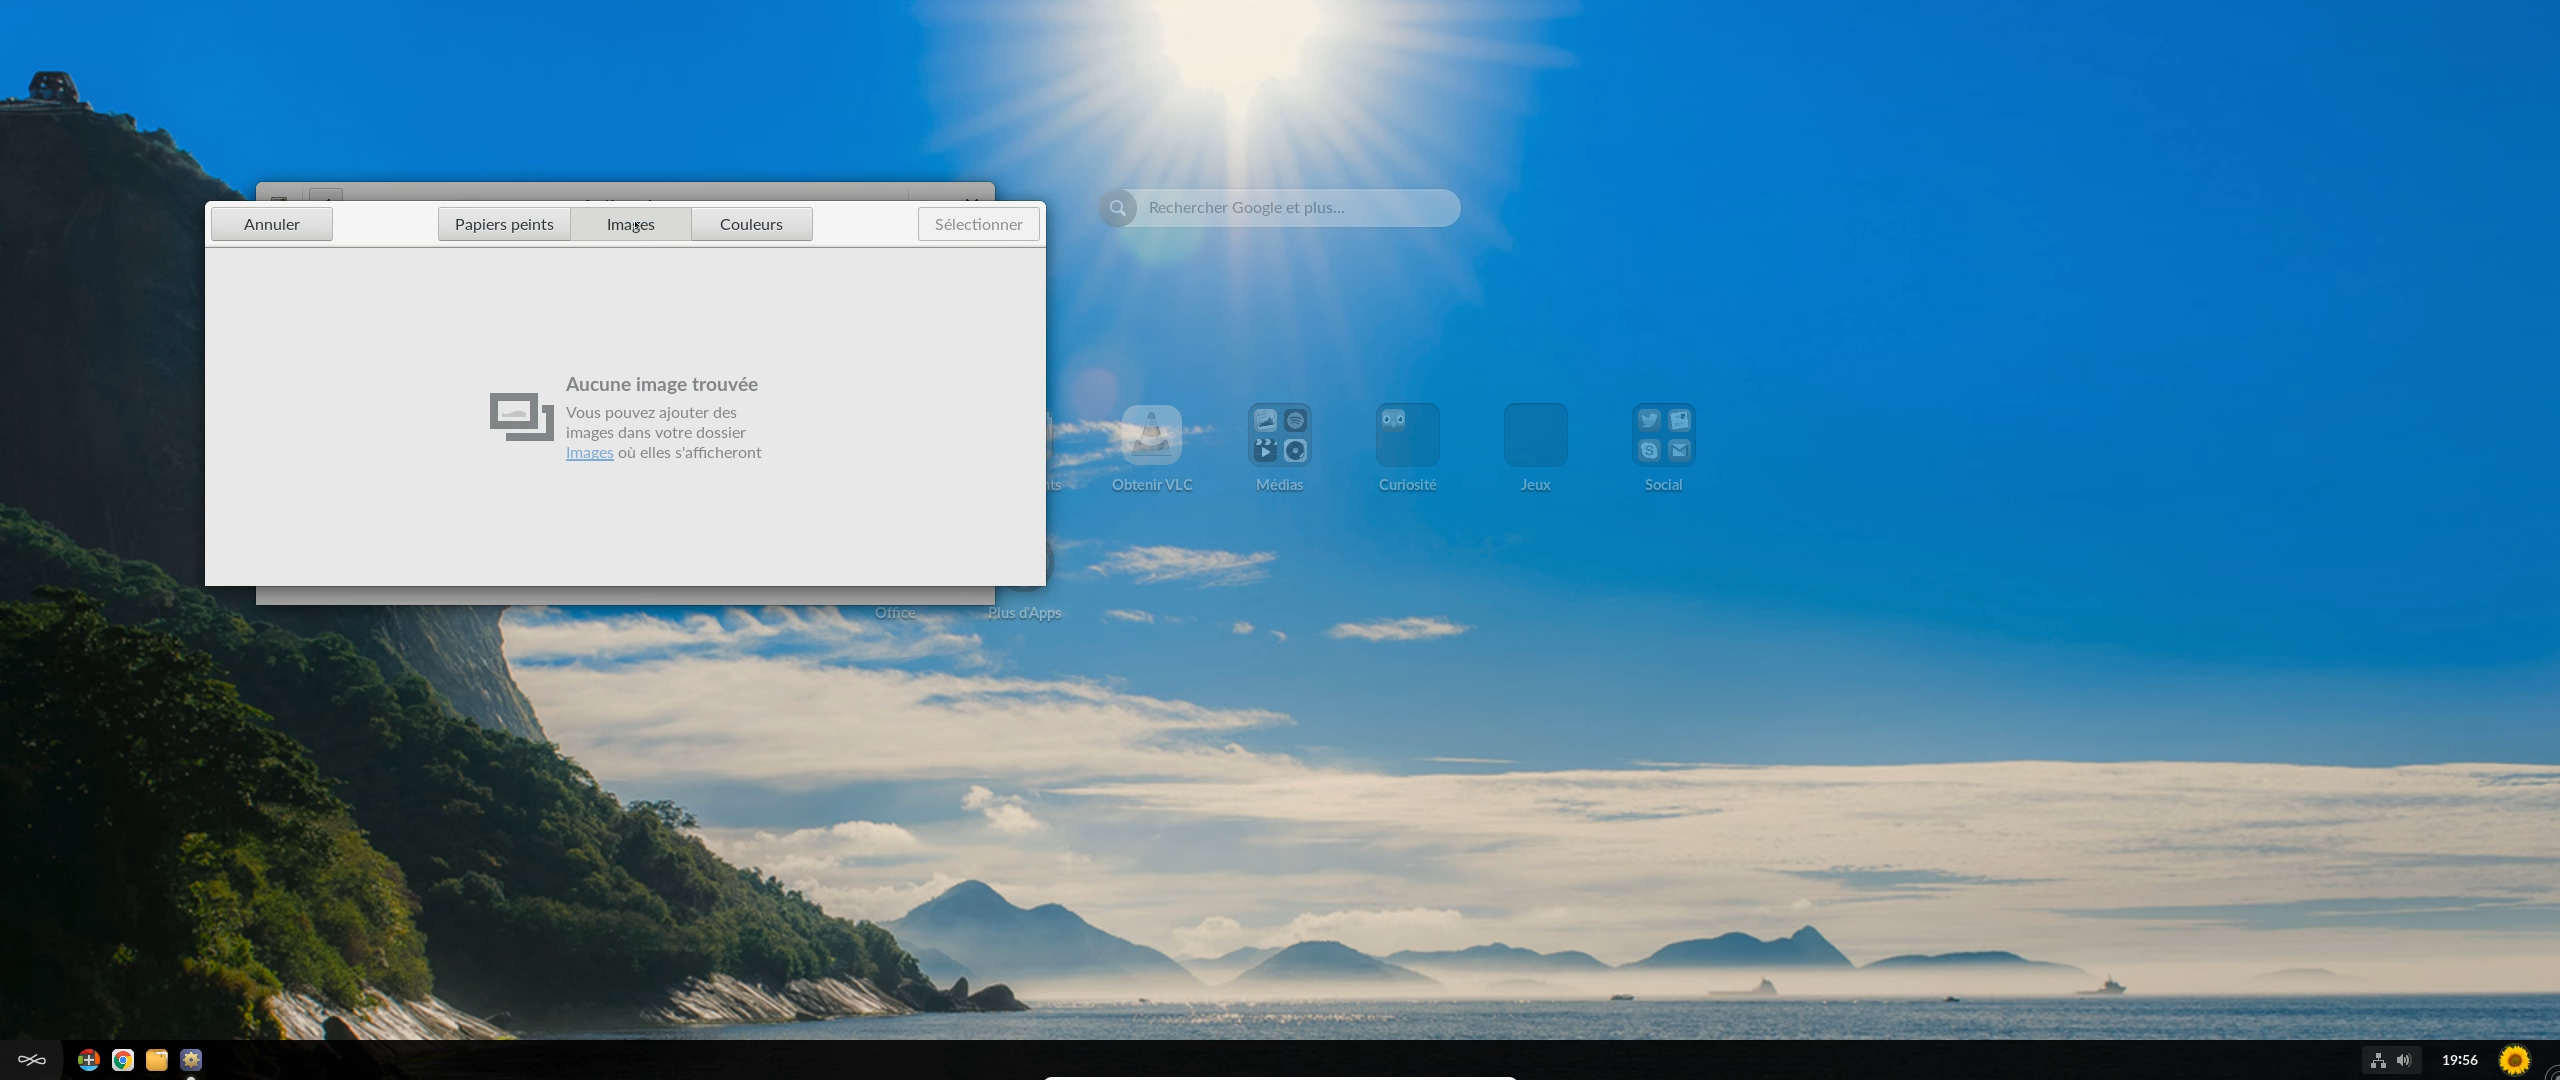 Rechercher Google et plus...
Annuler
Papiers peints
Images
Couleurs
Sélectionner
Aucune image trouvée
Vous pouvez ajouter des
images dans votre dossier
Images où elles s'afficheront
Obtenir VLC
Médias
Curiosité
Jeux
Social
Office
Plus d'Apps
19:56